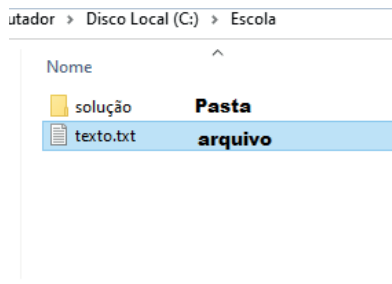 utador > Disco Local (C:) > Escola
Nome
solução Pasta
texto.txt arquivo